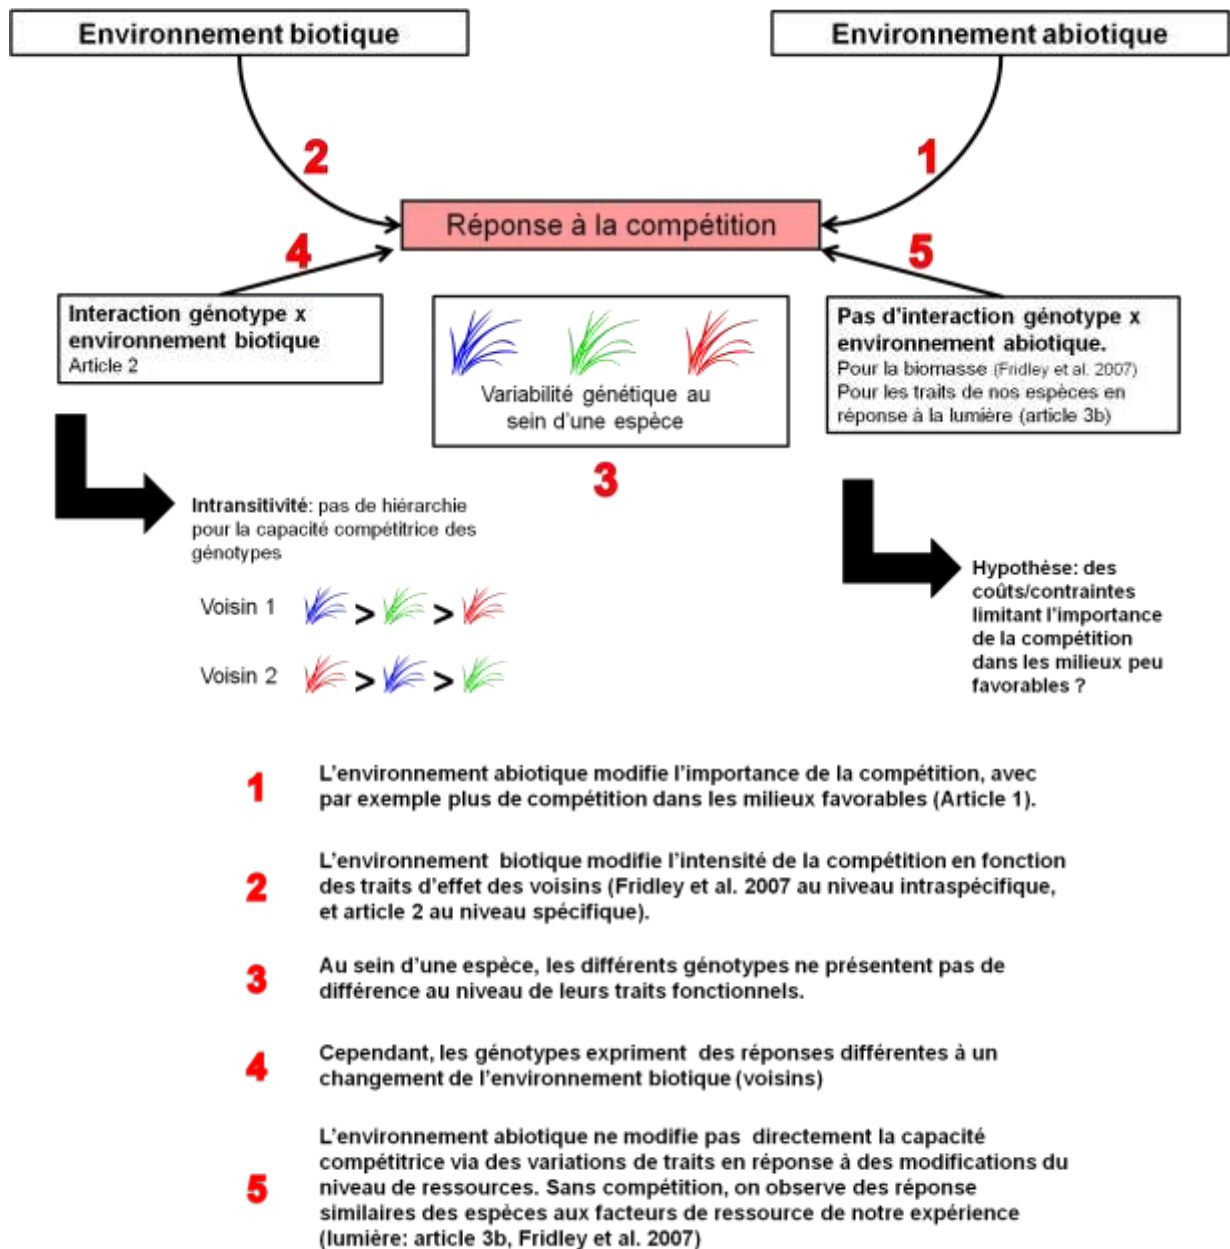 Environnement biotique
Environnement abiotique
2
1
Réponse à la compétition
4
5
Interaction génotype x
environnement biotique
Article 2
Variabilité génétique au
sein d'une espèce
3
Pas d'interaction génotype x
environnement abiotique.
Pour la biomasse (Fridley et al. 2007)
Pour les traits de nos espèces en
réponse à la lumière (article 3b)
Intransitivité: pas de hiérarchie
pour la capacité compétitrice des
génotypes
Voisin 1 > >
Voisin 2 > >
Hypothèse: des
coûts/contraintes
limitant l'importance
de la compétition
dans les milieux peu
favorables ?
1
L'environnement abiotique modifie l'importance de la compétition, avec
par exemple plus de compétition dans les milieux favorables (Article 1).
2
L'environnement biotique modifie l'intensité de la compétition en fonction
des traits d'effet des voisins (Fridley et al. 2007 au niveau intraspécifique,
et article 2 au niveau spécifique).
3
Au sein d'une espèce, les différents génotypes ne présentent pas de
différence au niveau de leurs traits fonctionnels.
4
Cependant, les génotypes expriment des réponses différentes à un
changement de l'environnement biotique (voisins)
5
L'environnement abiotique ne modifie pas directement la capacité
compétitrice via des variations de traits en réponse à des modifications du
niveau de ressources. Sans compétition, on observe des réponse
similaires des espèces aux facteurs de ressource de notre expérience
(lumière: article 3b, Fridley et al. 2007)